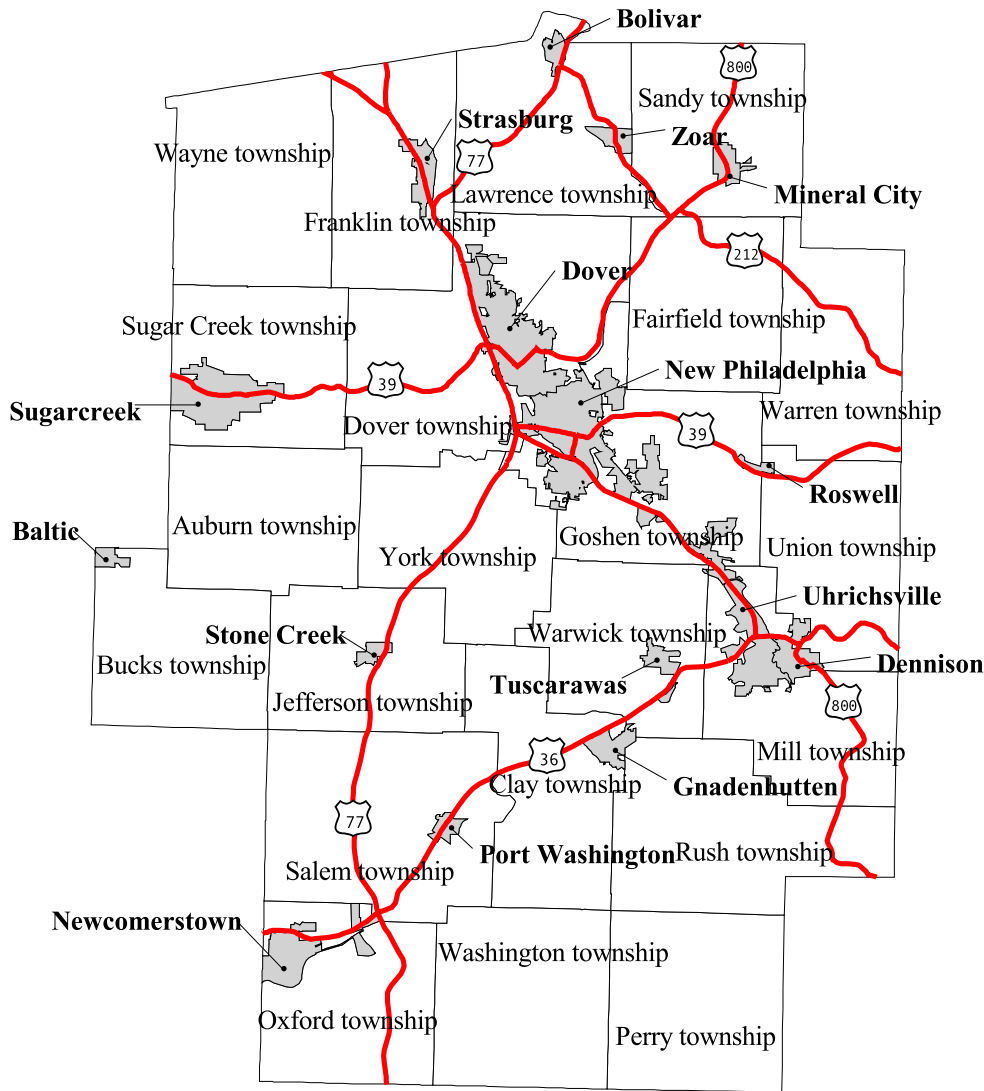 Bolivar
800
Sandy township
Strasburg
Zoar
Wayne township
77
Lawrence township
Mineral City
Franklin township
212
Dover
Sugar Creek township
Fairfield township
New Philadelphia
39
Sugarcreek
Dover township
39
Warren township
Roswell
Auburn township
Baltic
Goshen township
Union township
York township
Uhrichsville
Stone Creek
Warwick township
Bucks township
Dennison
Tuscarawas
Jefferson township
800
Mill township
36
Clay township
Gnadenhutten
77
Port Washington
Rush township
Salem township
Newcomerstown
Washington township
Oxford township
Perry township